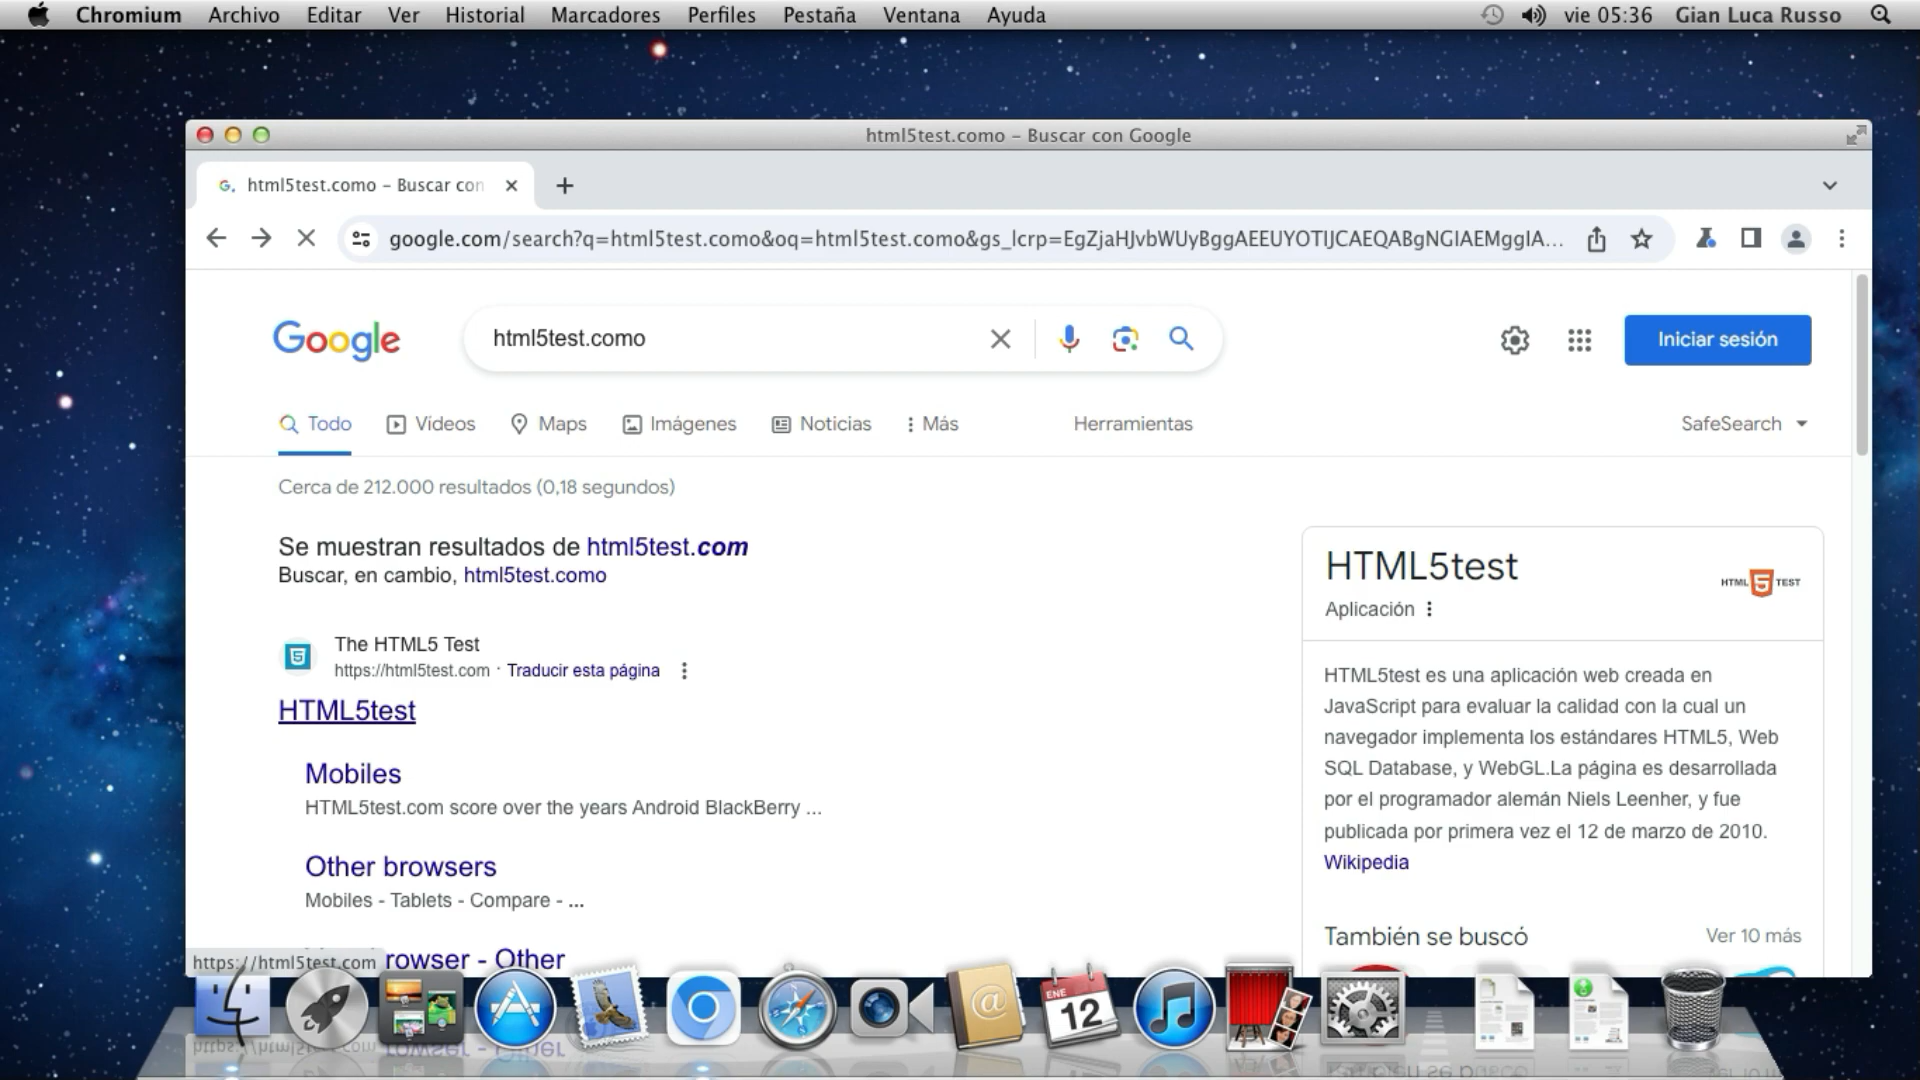 Chromium Archivo Editar Ver Historial Marcadores Perfiles Pestaña Ventana Ayuda vie 05:36 Gian Luca Russo
html5test.como – Buscar con Google
html5test.como – Buscar con
google.com/search?q=html5test.como&oq=html5test.como&gs_lcrp=EgZjaHJvbWUyBggAEEUYOTIJCAEQABgNGIAEMggIA...
Google html5test.como Iniciar sesión
Todo Vídeos Maps Imágenes Noticias Más Herramientas SafeSearch
Cerca de 212.000 resultados (0,18 segundos)
Se muestran resultados de html5test.com
Buscar, en cambio, html5test.como
The HTML5 Test
https://html5test.com · Traducir esta página
HTML5test
Mobiles
HTML5test.com score over the years Android BlackBerry ...
Other browsers
Mobiles - Tablets - Compare - ...
rowser - Other
https://html5test.com
HTML5test
HTML 5 TEST
Aplicación
HTML5test es una aplicación web creada en
JavaScript para evaluar la calidad con la cual un
navegador implementa los estándares HTML5, Web
SQL Database, y WebGL.La página es desarrollada
por el programador alemán Niels Leenher, y fue
publicada por primera vez el 12 de marzo de 2010.
Wikipedia
También se buscó Ver 10 más
ENE
12